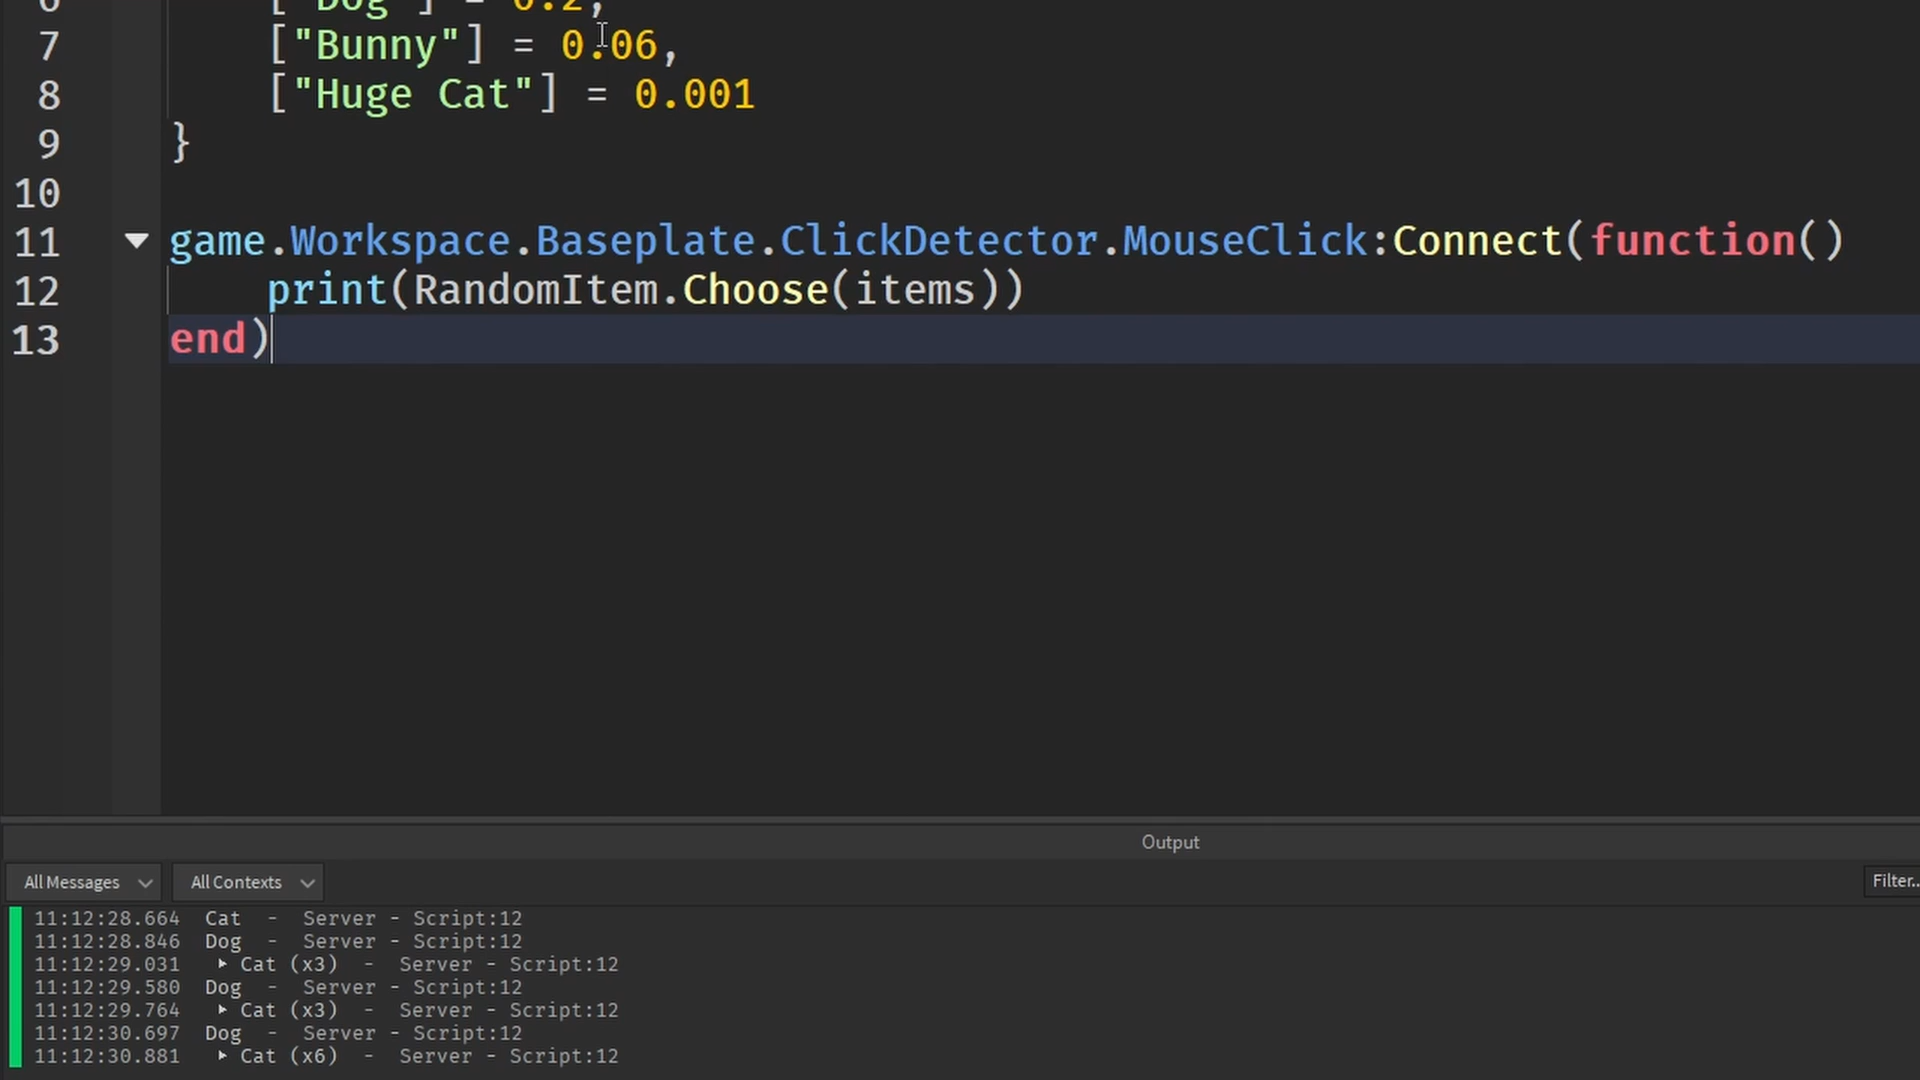 6 ["Dog"] = 0.2,
7 ["Bunny"] = 0.06,
8 ["Huge Cat"] = 0.001
9 }
10
11 game.Workspace.Baseplate.ClickDetector.MouseClick:Connect(function()
12 print(RandomItem.Choose(items))
13 end)
Output
All Messages All Contexts Filter..
11:12:28.664 Cat - Server - Script:12
11:12:28.846 Dog - Server - Script:12
11:12:29.031 ▸ Cat (x3) - Server - Script:12
11:12:29.580 Dog - Server - Script:12
11:12:29.764 ▸ Cat (x3) - Server - Script:12
11:12:30.697 Dog - Server - Script:12
11:12:30.881 ▸ Cat (x6) - Server - Script:12